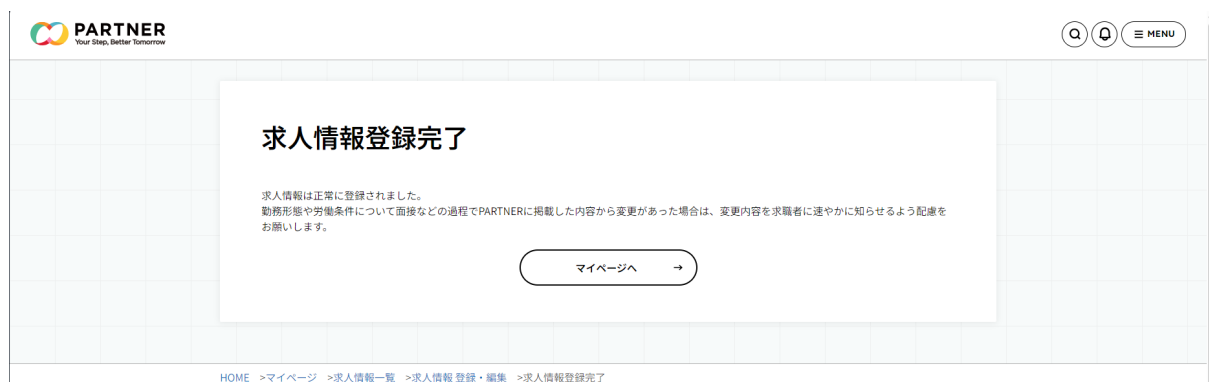 PARTNER
Your Step, Better Tomorrow
MENU
求人情報登録完了
求人情報は正常に登録されました。
勤務形態や労働条件について面接などの過程でPARTNERに掲載した内容から変更があった場合は、変更内容を求職者に速やかに知らせるよう配慮を
お願いします。
マイページへ →
HOME >マイページ >求人情報一覧 >求人情報 登録・編集 >求人情報登録完了